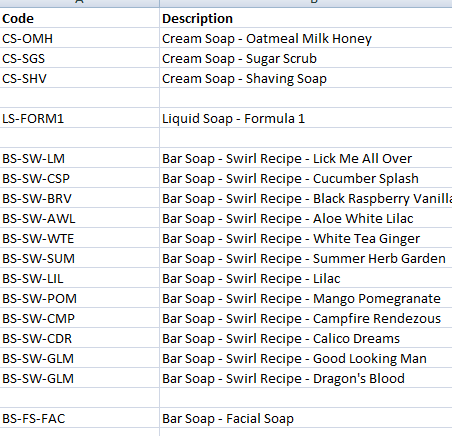 Code Description
CS-OMH Cream Soap - Oatmeal Milk Honey
CS-SGS Cream Soap - Sugar Scrub
CS-SHV Cream Soap - Shaving Soap
LS-FORM1 Liquid Soap - Formula 1
BS-SW-LM Bar Soap - Swirl Recipe - Lick Me All Over
BS-SW-CSP Bar Soap - Swirl Recipe - Cucumber Splash
BS-SW-BRV Bar Soap - Swirl Recipe - Black Raspberry Vanilla
BS-SW-AWL Bar Soap - Swirl Recipe - Aloe White Lilac
BS-SW-WTE Bar Soap - Swirl Recipe - White Tea Ginger
BS-SW-SUM Bar Soap - Swirl Recipe - Summer Herb Garden
BS-SW-LIL Bar Soap - Swirl Recipe - Lilac
BS-SW-POM Bar Soap - Swirl Recipe - Mango Pomegranate
BS-SW-CMP Bar Soap - Swirl Recipe - Campfire Rendezous
BS-SW-CDR Bar Soap - Swirl Recipe - Calico Dreams
BS-SW-GLM Bar Soap - Swirl Recipe - Good Looking Man
BS-SW-GLM Bar Soap - Swirl Recipe - Dragon's Blood
BS-FS-FAC Bar Soap - Facial Soap